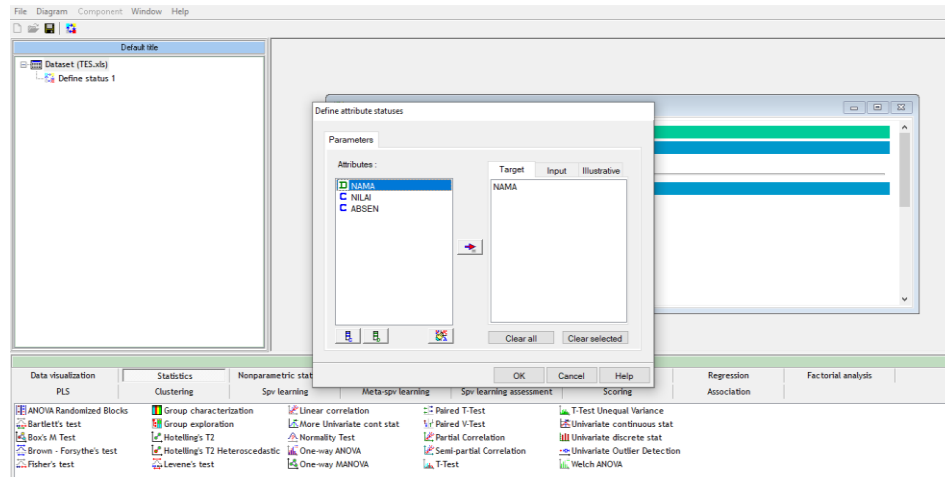 File Diagram Component Window Help
Default title
Dataset (TES.xls)
Define status 1
Define attribute statuses
Parameters
Attributes :
D NAMA
C NILAI
C ABSEN
Target Input Illustrative
NAMA
Clear all Clear selected
OK Cancel Help
Data visualization Statistics Nonparametric stat Regression Factorial analysis
PLS Clustering Spv learning Meta-spv learning Spv learning assessment Scoring Association
ANOVA Randomized Blocks Group characterization Linear correlation Paired T-Test T-Test Unequal Variance
Bartlett's test Group exploration More Univariate cont stat Paired V-Test Univariate continuous stat
Box's M Test Hotelling's T2 Normality Test Partial Correlation Univariate discrete stat
Brown - Forsythe's test Hotelling's T2 Heteroscedastic One-way ANOVA Semi-partial Correlation Univariate Outlier Detection
Fisher's test Levene's test One-way MANOVA T-Test Welch ANOVA